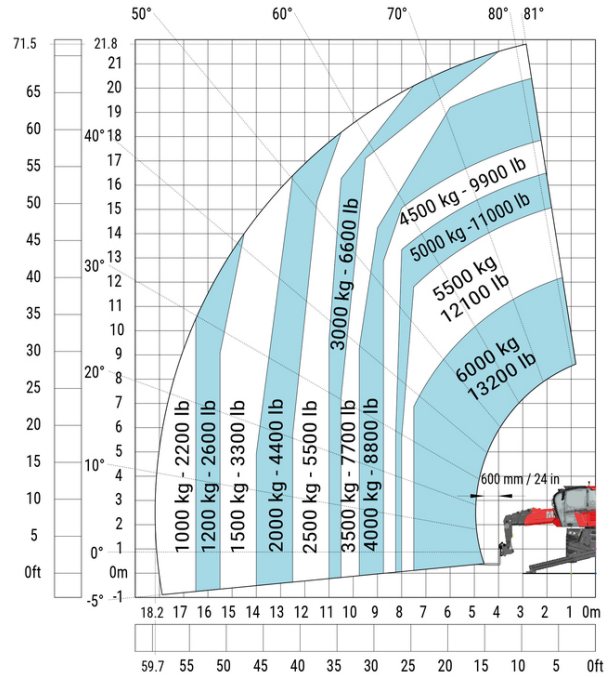 50° 60° 70° 80° 81°
71.5 21.8
21
65 20
19
60 40° 18
17
55 16
50 15
45 14
13
40 30° 12
35 11
10
30 9
25 20° 8
20 7
6
15 5
10° 4
10 3
5 2
0° 1
0ft 0m
-5° -1
1000 kg - 2200 lb
1200 kg - 2600 lb
1500 kg - 3300 lb
2000 kg - 4400 lb
2500 kg - 5500 lb
3000 kg - 6600 lb
3500 kg - 7700 lb
4000 kg - 8800 lb
4500 kg - 9900 lb
5000 kg -11000 lb
5500 kg
12100 lb
6000 kg
13200 lb
600 mm / 24 in
18.2 17 16 15 14 13 12 11 10 9 8 7 6 5 4 3 2 1 0m
59.7 55 50 45 40 35 30 25 20 15 10 5 0ft